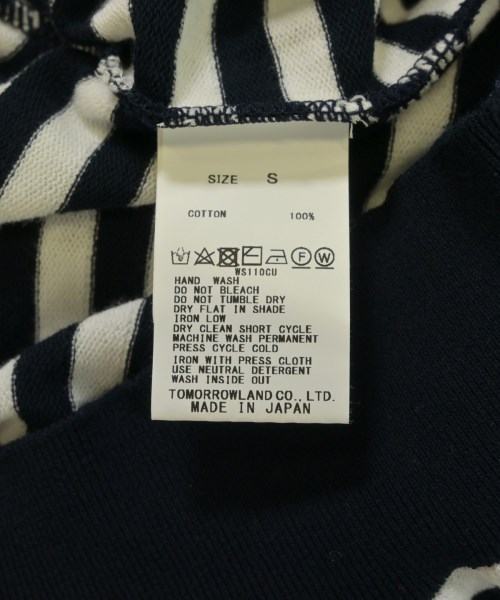 SIZE S
COTTON 100%
F W
WS110CU
HAND WASH
DO NOT BLEACH
DO NOT TUMBLE DRY
DRY FLAT IN SHADE
IRON LOW
DRY CLEAN SHORT CYCLE
MACHINE WASH PERMANENT
PRESS CYCLE COLD
IRON WITH PRESS CLOTH
USE NEUTRAL DETERGENT
WASH INSIDE OUT
TOMORROWLAND CO., LTD.
MADE IN JAPAN